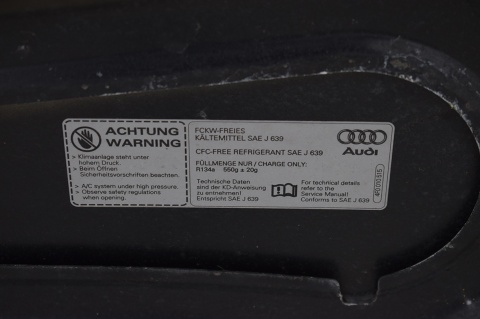 ACHTUNG
WARNING
> Klimaanlage steht unter
hohem Druck.
> Beim Öffnen
Sicherheitsvorschriften beachten.
> A/C system under high pressure.
> Observe safety regulations
when opening.
FCKW-FREIES
KÄLTEMITTEL SAE J 639
CFC-FREE REFRIGERANT SAE J 639
FÜLLMENGE NUR / CHARGE ONLY:
R134a 560g ± 20g
Technische Daten
sind der KD-Anweisung
zu entnehmen!
Entspricht SAE J 639
For technical details
refer to the
Service Manual!
Conforms to SAE J 639
Audi